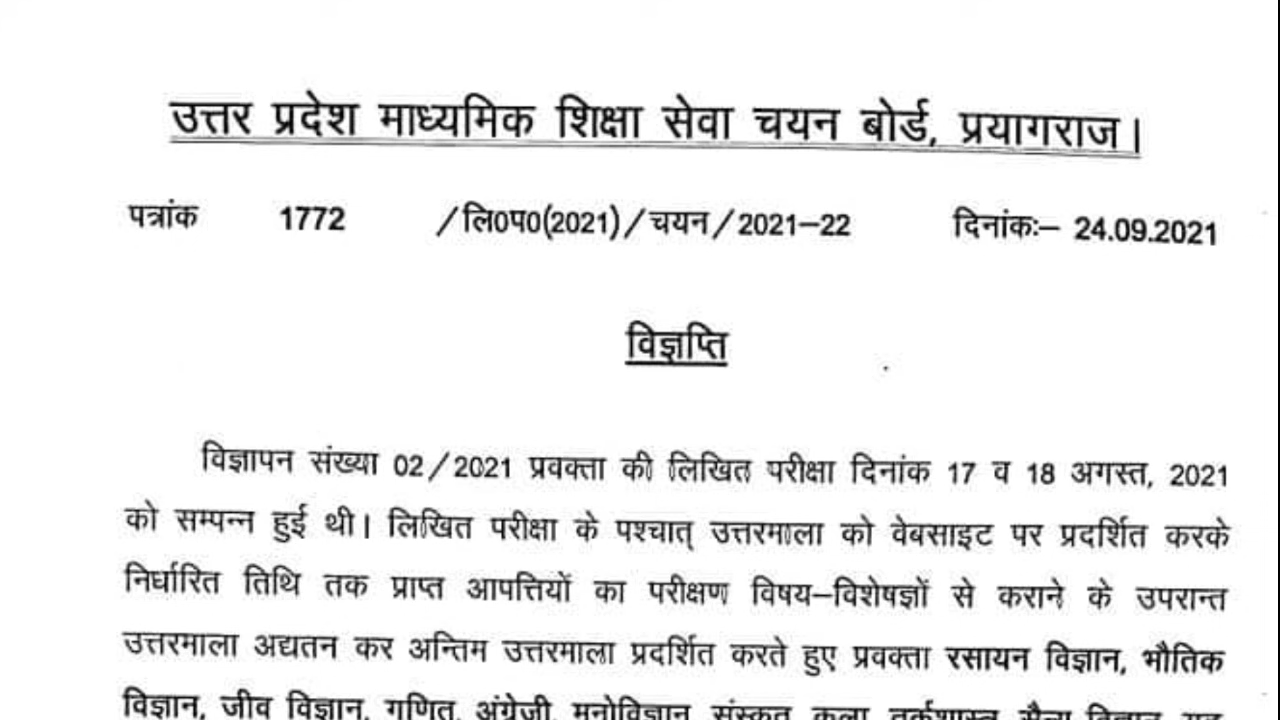 उत्तर प्रदेश माध्यमिक शिक्षा सेवा चयन बोर्ड, प्रयागराज।
पत्रांक 1772 /लि0प0(2021)/चयन/2021–22 दिनांकः– 24.09.2021
विज्ञप्ति
विज्ञापन संख्या 02/2021 प्रवक्ता की लिखित परीक्षा दिनांक 17 व 18 अगस्त, 2021
को सम्पन्न हुई थी। लिखित परीक्षा के पश्चात् उत्तरमाला को वेबसाइट पर प्रदर्शित करके
निर्धारित तिथि तक प्राप्त आपत्तियों का परीक्षण विषय–विशेषज्ञों से कराने के उपरान्त
उत्तरमाला अद्यतन कर अन्तिम उत्तरमाला प्रदर्शित करते हुए प्रवक्ता रसायन विज्ञान, भौतिक
विज्ञान, जीव विज्ञान, गणित, अंग्रेजी, मनोविज्ञान, संस्कृत, कला, तर्कशास्त्र, सैन्य विज्ञान,